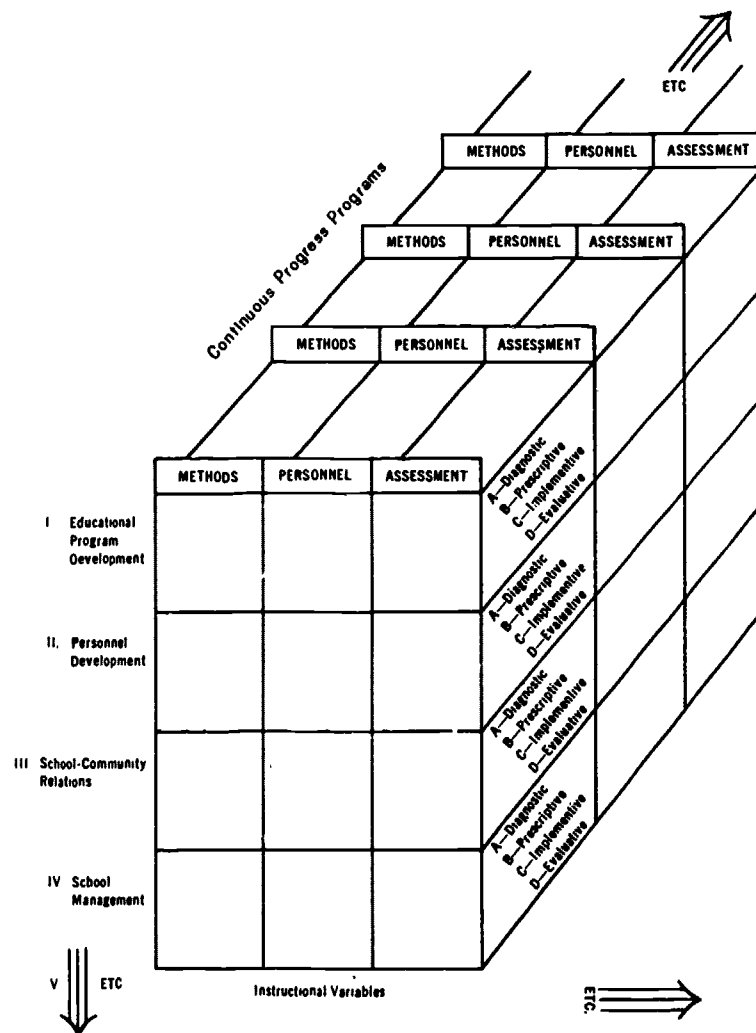 ETC
METHODS PERSONNEL ASSESSMENT
Continuous Progress Programs
METHODS PERSONNEL ASSESSMENT
METHODS PERSONNEL ASSESSMENT
METHODS PERSONNEL ASSESSMENT
A—Diagnostic
B—Prescriptive
C—Implementive
D—Evaluative
I Educational
Program
Development
A—Diagnostic
B—Prescriptive
C—Implementive
D—Evaluative
II. Personnel
Development
A—Diagnostic
B—Prescriptive
C—Implementive
D—Evaluative
III School-Community
Relations
A—Diagnostic
B—Prescriptive
C—Implementive
D—Evaluative
IV School
Management
V ETC
Instructional Variables
ETC.